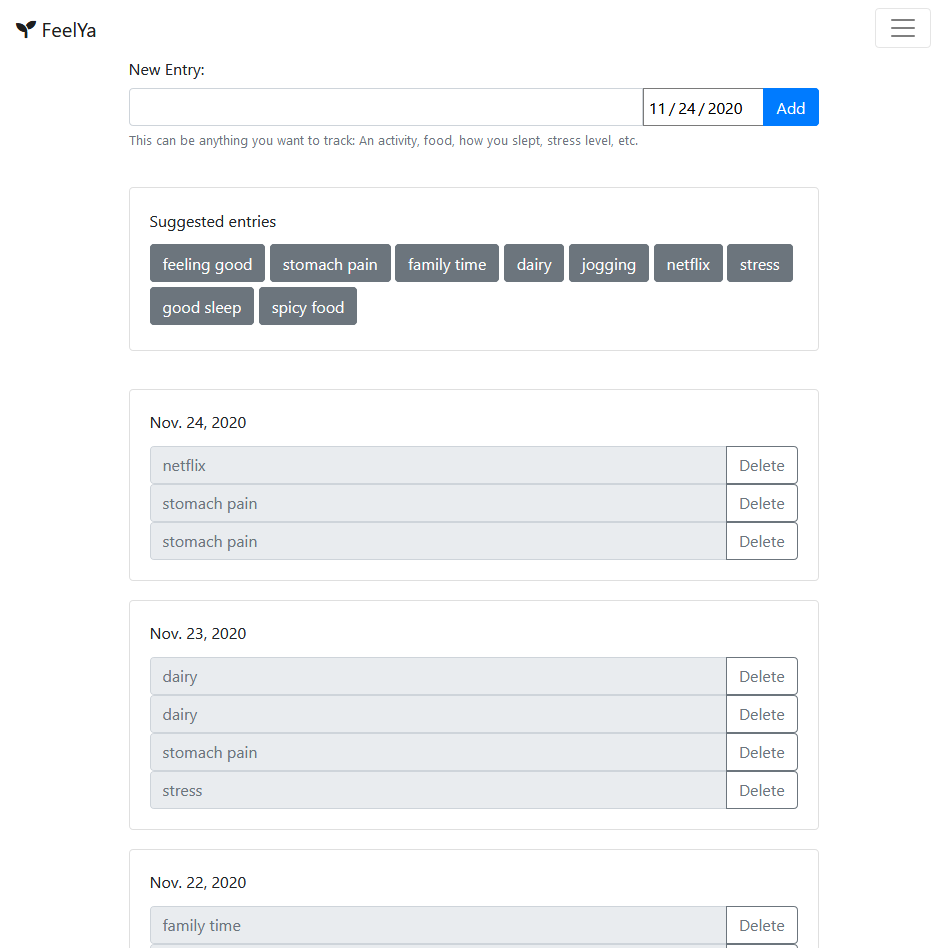 FeelYa
New Entry:
11 / 24 / 2020 Add
This can be anything you want to track: An activity, food, how you slept, stress level, etc.
Suggested entries
feeling good stomach pain family time dairy jogging netflix stress
good sleep spicy food
Nov. 24, 2020
netflix Delete
stomach pain Delete
stomach pain Delete
Nov. 23, 2020
dairy Delete
dairy Delete
stomach pain Delete
stress Delete
Nov. 22, 2020
family time Delete